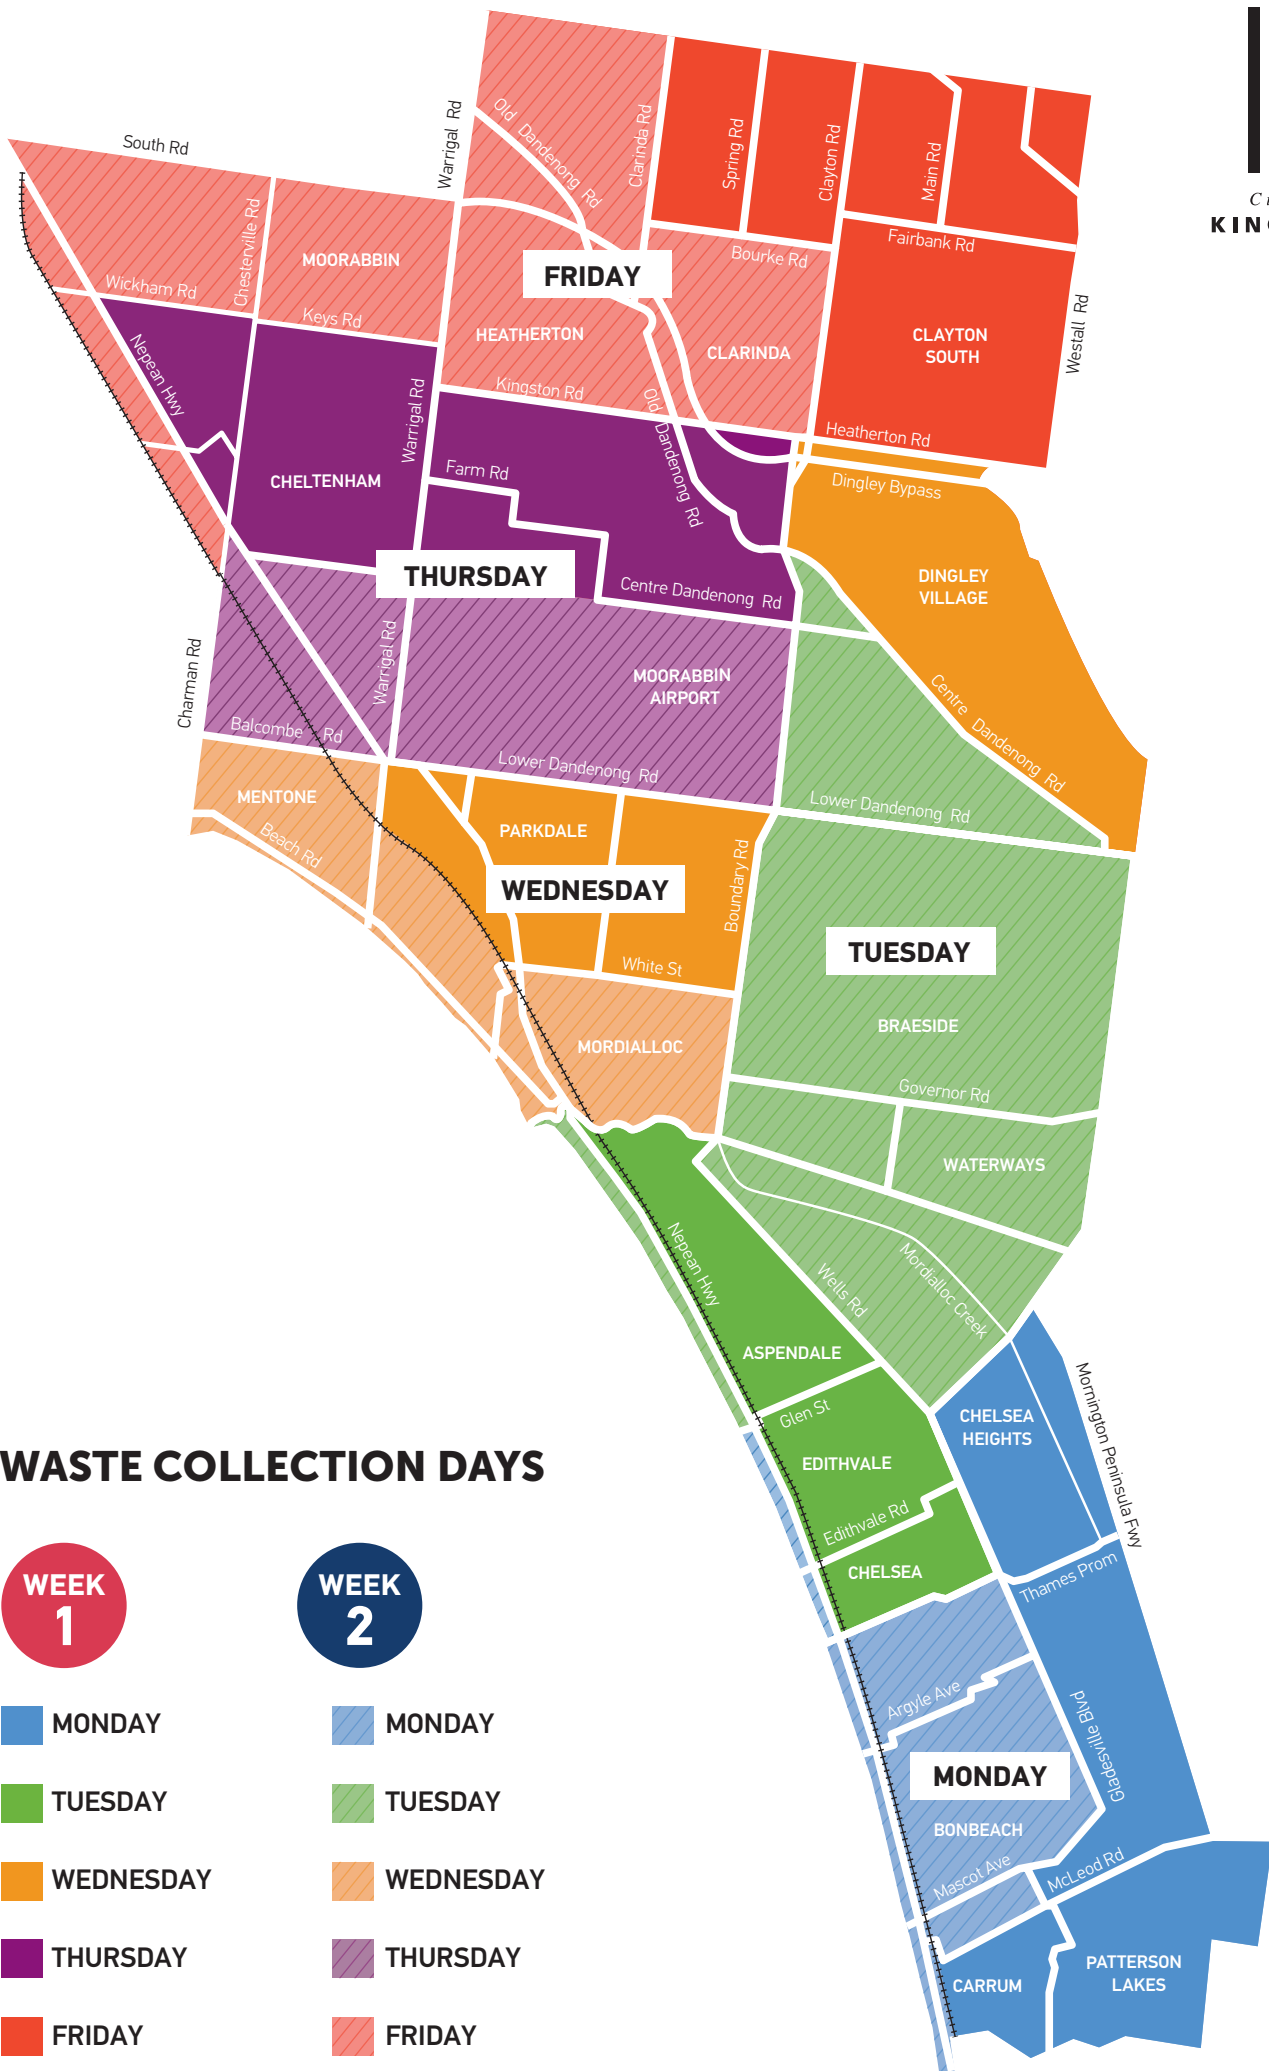 C
KIN
South Rd
Warrigal Rd
Old Dandenong Rd
Clarinda Rd
Spring Rd
Clayton Rd
Main Rd
Chesterville Rd
MOORABBIN
Wickham Rd
Keys Rd
FRIDAY
Bourke Rd
Fairbank Rd
HEATHERTON
CLARINDA
CLAYTON
SOUTH
Westall Rd
Nepean Hwy
Kingston Rd
Warrigal Rd
Old Dandenong Rd
Heatherton Rd
CHELTENHAM
Farm Rd
Dingley Bypass
THURSDAY
Centre Dandenong Rd
DINGLEY
VILLAGE
Charman Rd
Warrigal Rd
MOORABBIN
AIRPORT
Centre Dandenong Rd
Balcombe Rd
Lower Dandenong Rd
Lower Dandenong Rd
MENTONE
Beach Rd
PARKDALE
WEDNESDAY
Boundary Rd
White St
TUESDAY
BRAESIDE
MORDIALLOC
Governor Rd
WATERWAYS
Nepean Hwy
Wells Rd
Mordialloc Creek
ASPENDALE
Glen St
CHELSEA
HEIGHTS
Mornington Peninsula Fwy
EDITHVALE
Edithvale Rd
CHELSEA
Thames Prom
Argyle Ave
Gladesville Blvd
MONDAY
BONBEACH
Mascot Ave
McLeod Rd
CARRUM
PATTERSON
LAKES
WASTE COLLECTION DAYS
WEEK
1
WEEK
2
MONDAY
MONDAY
TUESDAY
TUESDAY
WEDNESDAY
WEDNESDAY
THURSDAY
THURSDAY
FRIDAY
FRIDAY